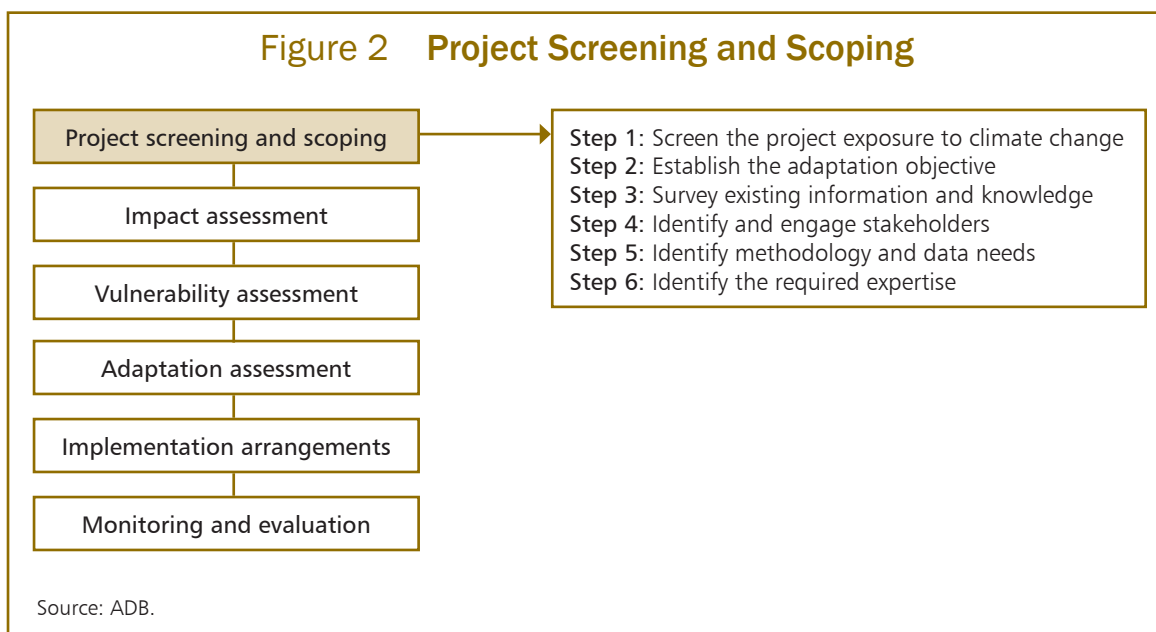 Figure 2 Project Screening and Scoping
Project screening and scoping
Impact assessment
Vulnerability assessment
Adaptation assessment
Implementation arrangements
Monitoring and evaluation
Step 1: Screen the project exposure to climate change
Step 2: Establish the adaptation objective
Step 3: Survey existing information and knowledge
Step 4: Identify and engage stakeholders
Step 5: Identify methodology and data needs
Step 6: Identify the required expertise
Source: ADB.